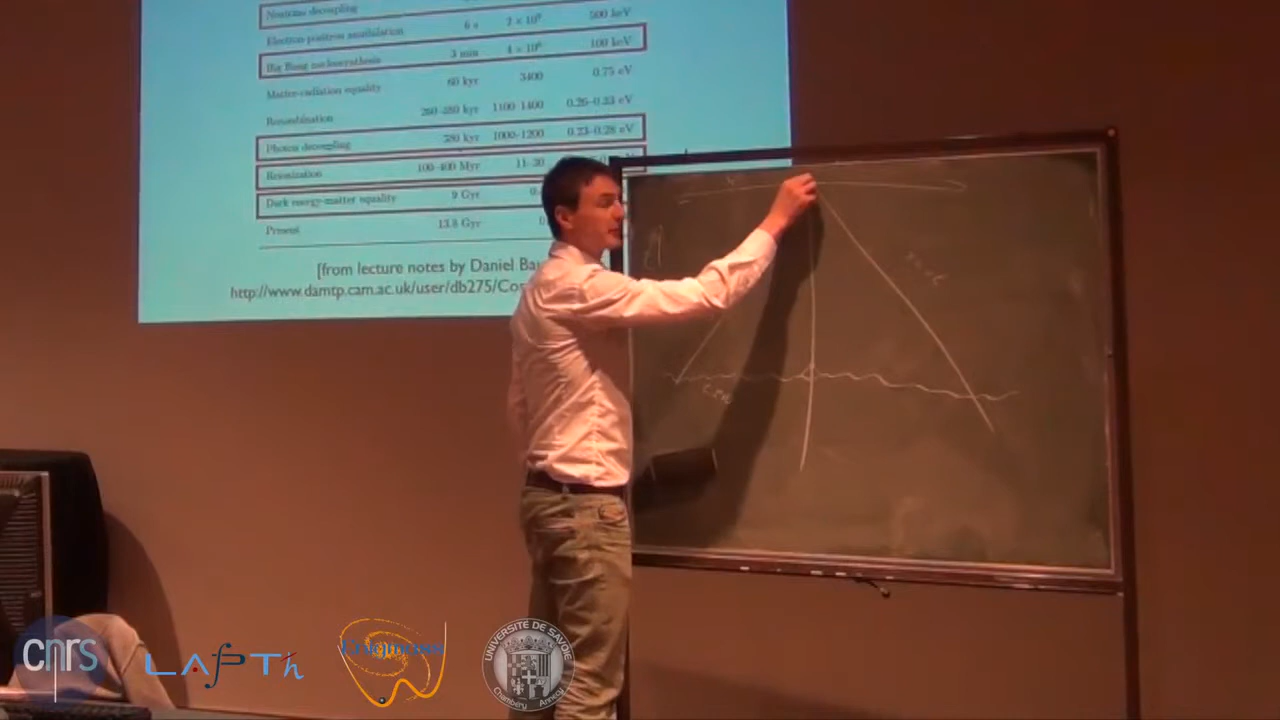 Neutrino decoupling
Electron-positron annihilation 6 s 2 × 10⁹ 500 keV
Big Bang nucleosynthesis 3 min 4 × 10⁸ 100 keV
Matter-radiation equality 60 kyr 3400 0.75 eV
Recombination 260–380 kyr 1100–1400 0.26–0.33 eV
Photon decoupling 380 kyr 1000–1200 0.23–0.28 eV
Reionization 100–400 Myr 11–30
Dark energy-matter equality 9 Gyr
Present 13.8 Gyr
[from lecture notes by Daniel
http://www.damtp.cam.ac.uk/user/db275/
cnrs
LAPTh
Enigmass
UNIVERSITÉ DE SAVOIE
Chambéry Annecy